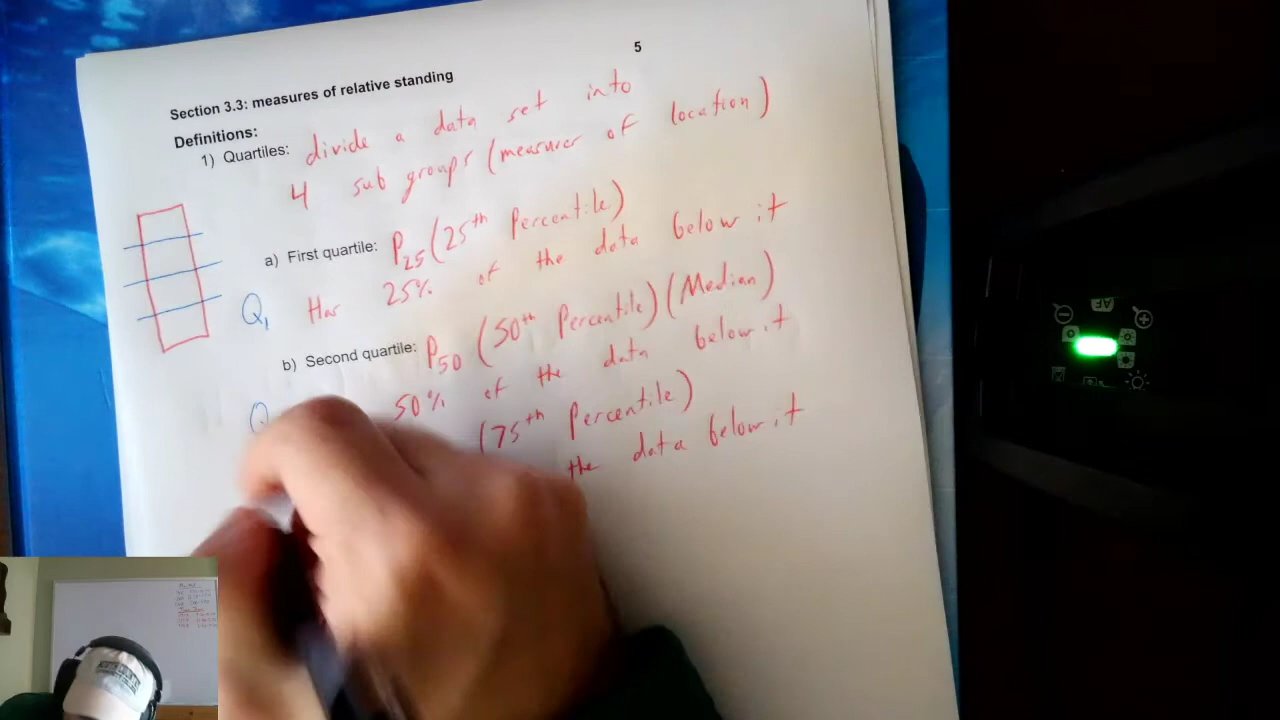 5
Section 3.3: measures of relative standing
Definitions:
1) Quartiles: divide a data set into
4 sub groups (measures of location)
a) First quartile: P25 (25th Percentile)
Q1 Has 25% of the data below it
b) Second quartile: P50 (50th Percentile) (Median)
Q 50% of the data below it
(75th Percentile)
the data below it
AF